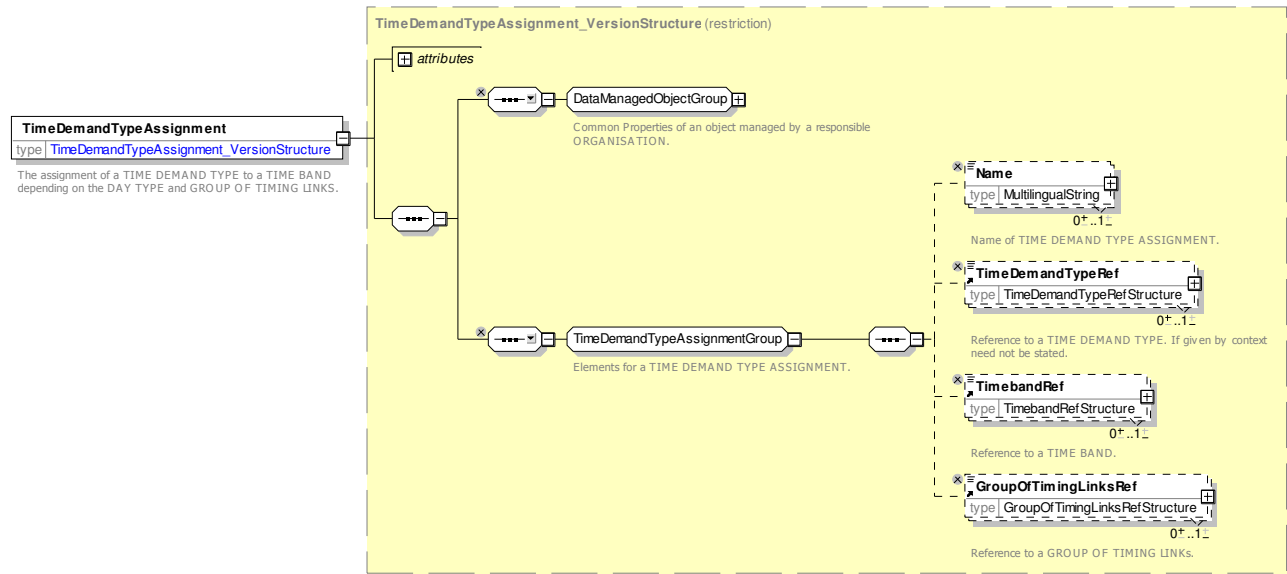 TimeDemandTypeAssignment_VersionStructure (restriction)
attributes
DataManagedObjectGroup
Common Properties of an object managed by a responsible
ORGANISATION.
TimeDemandTypeAssignment
type TimeDemandTypeAssignment_VersionStructure
The assignment of a TIME DEMAND TYPE to a TIME BAND
depending on the DAY TYPE and GROUP OF TIMING LINKS.
Name
type MultilingualString
0..1
Name of TIME DEMAND TYPE ASSIGNMENT.
TimeDemandTypeRef
type TimeDemandTypeRefStructure
0..1
Reference to a TIME DEMAND TYPE. If given by context
need not be stated.
TimeDemandTypeAssignmentGroup
Elements for a TIME DEMAND TYPE ASSIGNMENT.
TimebandRef
type TimebandRefStructure
0..1
Reference to a TIME BAND.
GroupOfTimingLinksRef
type GroupOfTimingLinksRefStructure
0..1
Reference to a GROUP OF TIMING LINKs.